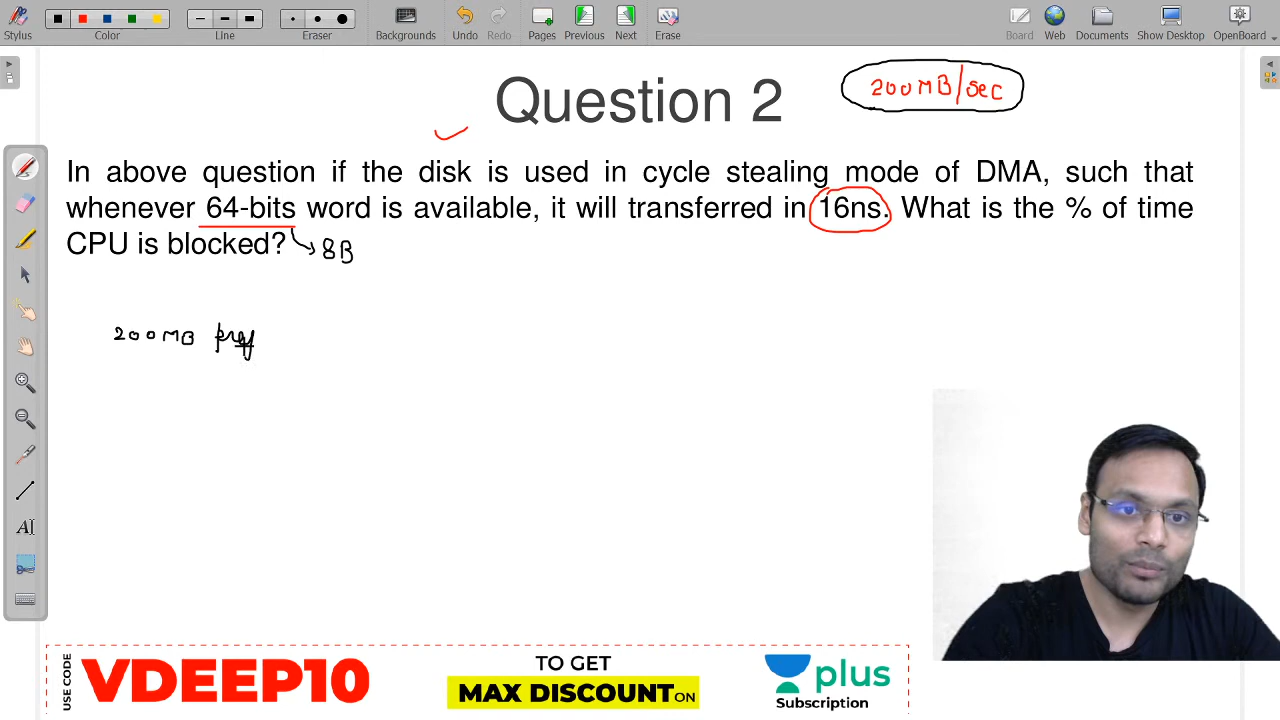 Stylus
Color
Line
Eraser
Backgrounds
Undo
Redo
Pages
Previous
Next
Erase
Board
Web
Documents
Show Desktop
OpenBoard
Question 2
200MB/sec
In above question if the disk is used in cycle stealing mode of DMA, such that
whenever 64-bits word is available, it will transferred in 16ns. What is the % of time
CPU is blocked?
8B
200MB
AI
USE CODE
VDEEP10
TO GET
MAX DISCOUNT ON
plus
Subscription